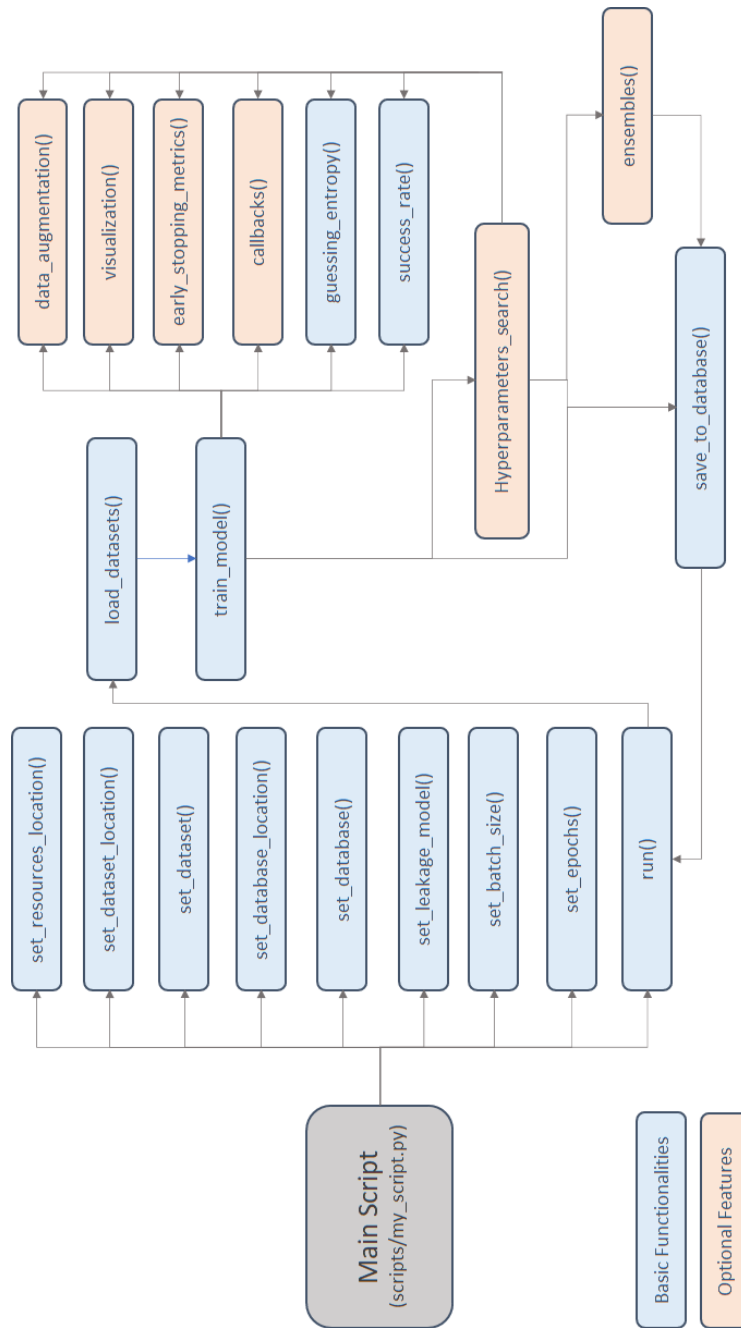 Main Script
(scripts/my_script.py)
set_resources_location()
set_dataset_location()
set_dataset()
set_database_location()
set_database()
set_leakage_model()
set_batch_size()
set_epochs()
run()
load_datasets()
train_model()
data_augmentation()
visualization()
early_stopping_metrics()
callbacks()
guessing_entropy()
success_rate()
Hyperparameters_search()
ensembles()
save_to_database()
Basic Functionalities
Optional Features